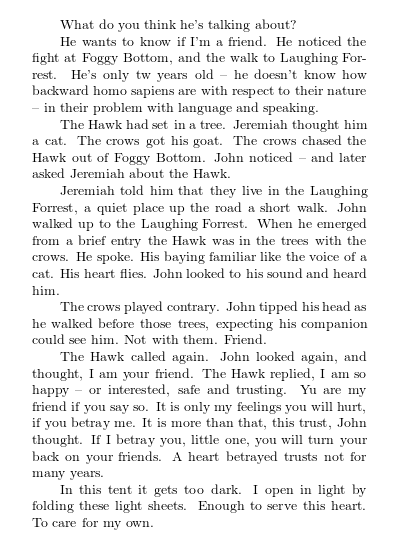 What do you think he's talking about?
He wants to know if I'm a friend. He noticed the
fight at Foggy Bottom, and the walk to Laughing For-
rest. He's only tw years old – he doesn't know how
backward homo sapiens are with respect to their nature
– in their problem with language and speaking.
The Hawk had set in a tree. Jeremiah thought him
a cat. The crows got his goat. The crows chased the
Hawk out of Foggy Bottom. John noticed – and later
asked Jeremiah about the Hawk.
Jeremiah told him that they live in the Laughing
Forrest, a quiet place up the road a short walk. John
walked up to the Laughing Forrest. When he emerged
from a brief entry the Hawk was in the trees with the
crows. He spoke. His baying familiar like the voice of a
cat. His heart flies. John looked to his sound and heard
him.
The crows played contrary. John tipped his head as
he walked before those trees, expecting his companion
could see him. Not with them. Friend.
The Hawk called again. John looked again, and
thought, I am your friend. The Hawk replied, I am so
happy – or interested, safe and trusting. Yu are my
friend if you say so. It is only my feelings you will hurt,
if you betray me. It is more than that, this trust, John
thought. If I betray you, little one, you will turn your
back on your friends. A heart betrayed trusts not for
many years.
In this tent it gets too dark. I open in light by
folding these light sheets. Enough to serve this heart.
To care for my own.